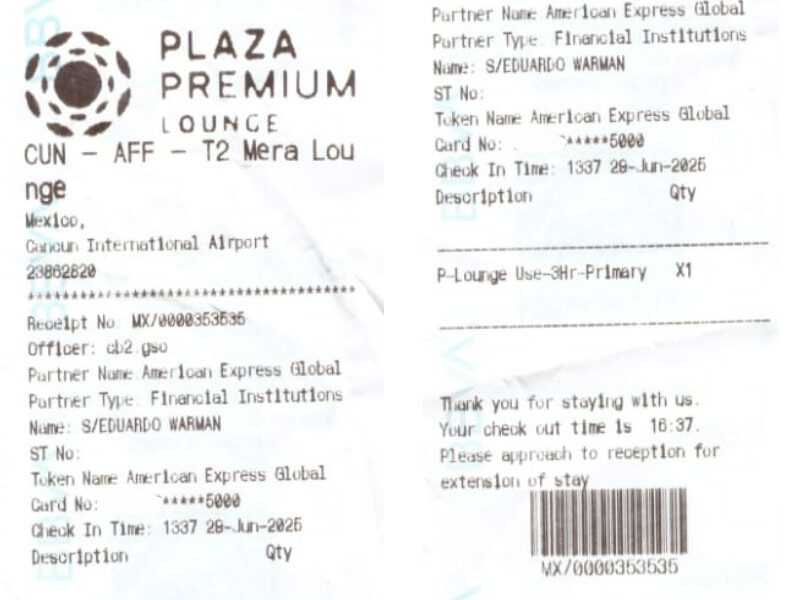 PLAZA
PREMIUM
LOUNGE
CUN - AFF - T2 Mera Lou
nge
Mexico,
Cancun International Airport
23862820
****************************************
Receipt No: MX/0000353535
Officer: cb2.gso
Partner Name American Express Global
Partner Type: Financial Institutions
Name: S/EDUARDO WARMAN
ST No:
Token Name American Express Global
Card No: *****5000
Check In Time: 1337 28-Jun-2025
Description Qty
Partner Name American Express Global
Partner Type Financial Institutions
Name: S/EDUARDO WARMAN
ST No:
Token Name American Express Global
Card No: *****5000
Check In Time: 1337 28-Jun-2025
Description Qty
P-Lounge Use-3Hr-Primary X1
Thank you for staying with us.
Your check out time is 16:37.
Please approach to reception for
extension of stay
MX/0000353535